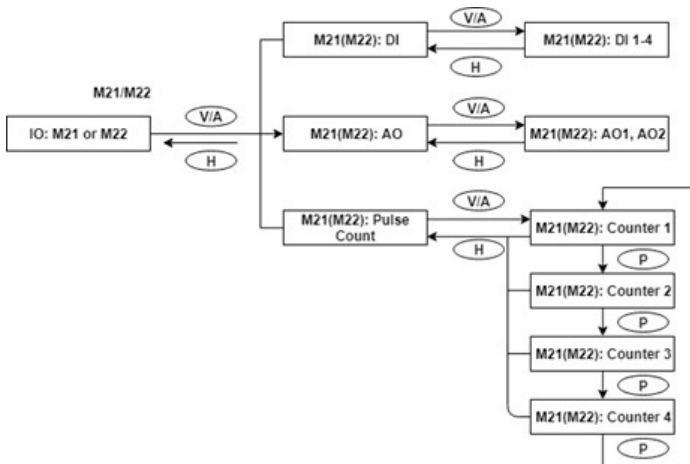 V/A
M21(M22): DI
M21(M22): DI 1-4
H
M21/M22
V/A
V/A
IO: M21 or M22
M21(M22): AO
M21(M22): AO1, AO2
H
H
V/A
M21(M22): Pulse
Count
M21(M22): Counter 1
H
P
M21(M22): Counter 2
P
M21(M22): Counter 3
P
M21(M22): Counter 4
P